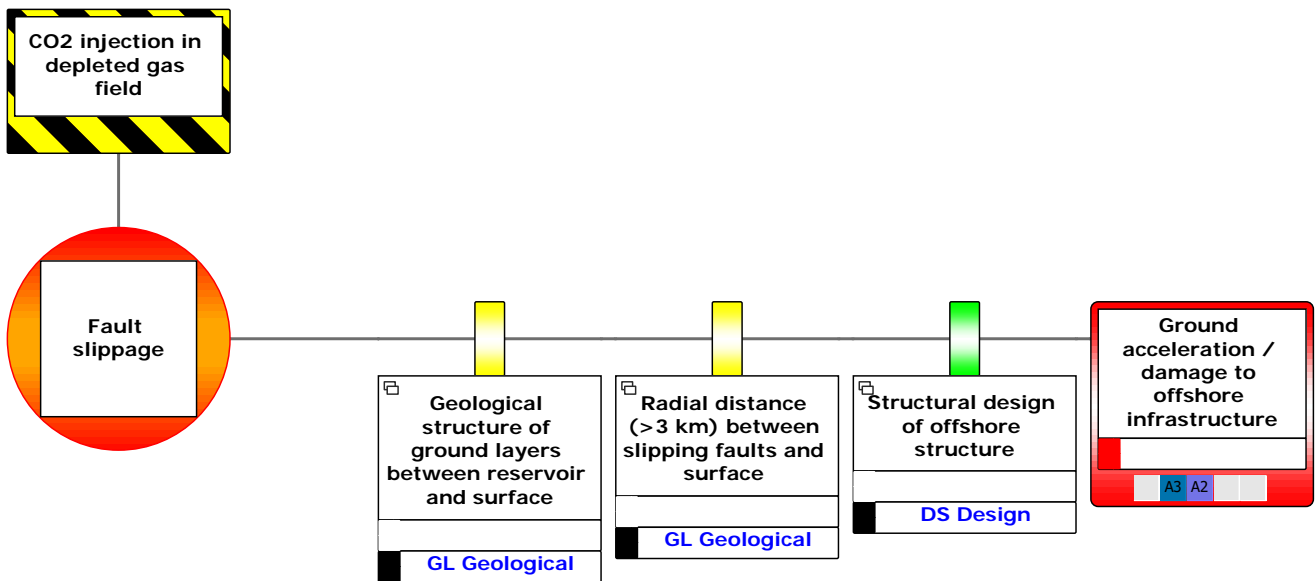 CO2 injection in
depleted gas
field
Fault
slippage
Geological
structure of
ground layers
between reservoir
and surface
GL Geological
Radial distance
(>3 km) between
slipping faults and
surface
GL Geological
Structural design
of offshore
structure
DS Design
Ground
acceleration /
damage to
offshore
infrastructure
A3 A2